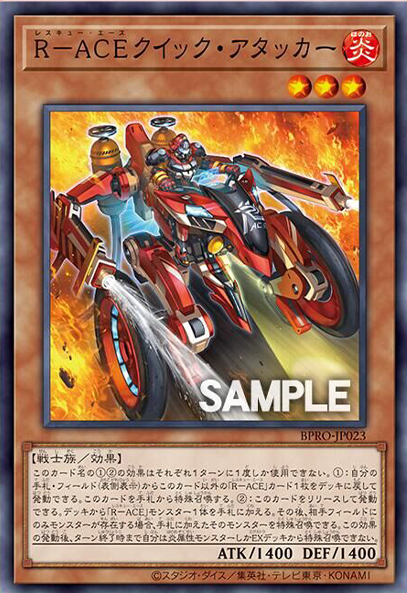 レスキュー・エース
R－ACEクイック・アタッカー
ほのお
炎
AC
SAMPLE
BPRO-JP023
【戦士族／効果】
このカード名の①②の効果はそれぞれ１ターンに１度しか使用できない。①：自分の
手札・フィールド（表側表示）からこのカード以外の「R－ACE」カード１枚をデッキに戻して
発動できる。このカードを手札から特殊召喚する。②：このカードをリリースして発動
できる。デッキから「R－ACE」モンスター１体を手札に加える。その後、相手フィールドに
のみモンスターが存在する場合、手札に加えたそのモンスターを特殊召喚できる。この効果
の発動後、ターン終了時まで自分は炎属性モンスターしかEXデッキから特殊召喚できない。
ATK/1400 DEF/1400
©スタジオ・ダイス／集英社・テレビ東京・KONAMI